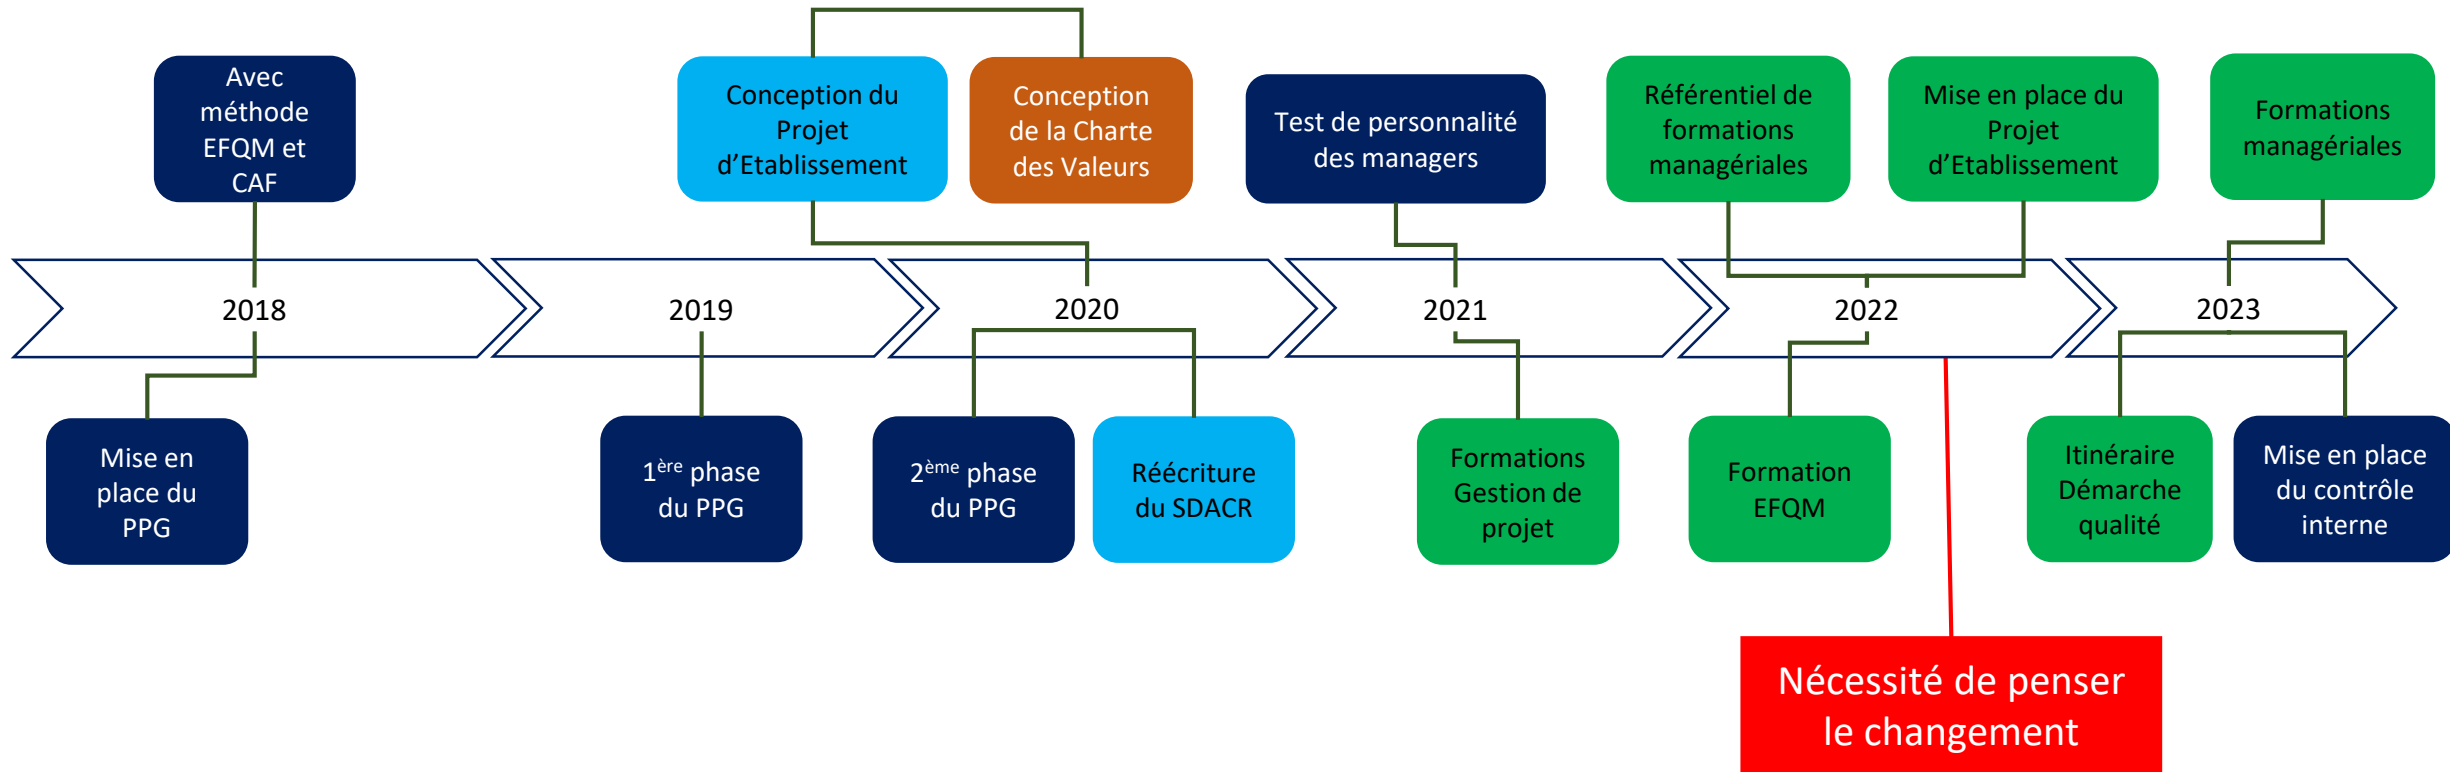 Avec
méthode
EFQM et
CAF
Conception du
Projet
d’Etablissement
Conception
de la Charte
des Valeurs
Test de personnalité
des managers
Référentiel de
formations
managériales
Mise en place du
Projet
d’Etablissement
Formations
managériales
2018
2019
2020
2021
2022
2023
Mise en
place du
PPG
1ère phase
du PPG
2ème phase
du PPG
Réécriture
du SDACR
Formations
Gestion de
projet
Formation
EFQM
Itinéraire
Démarche
qualité
Mise en place
du contrôle
interne
Nécessité de penser
le changement